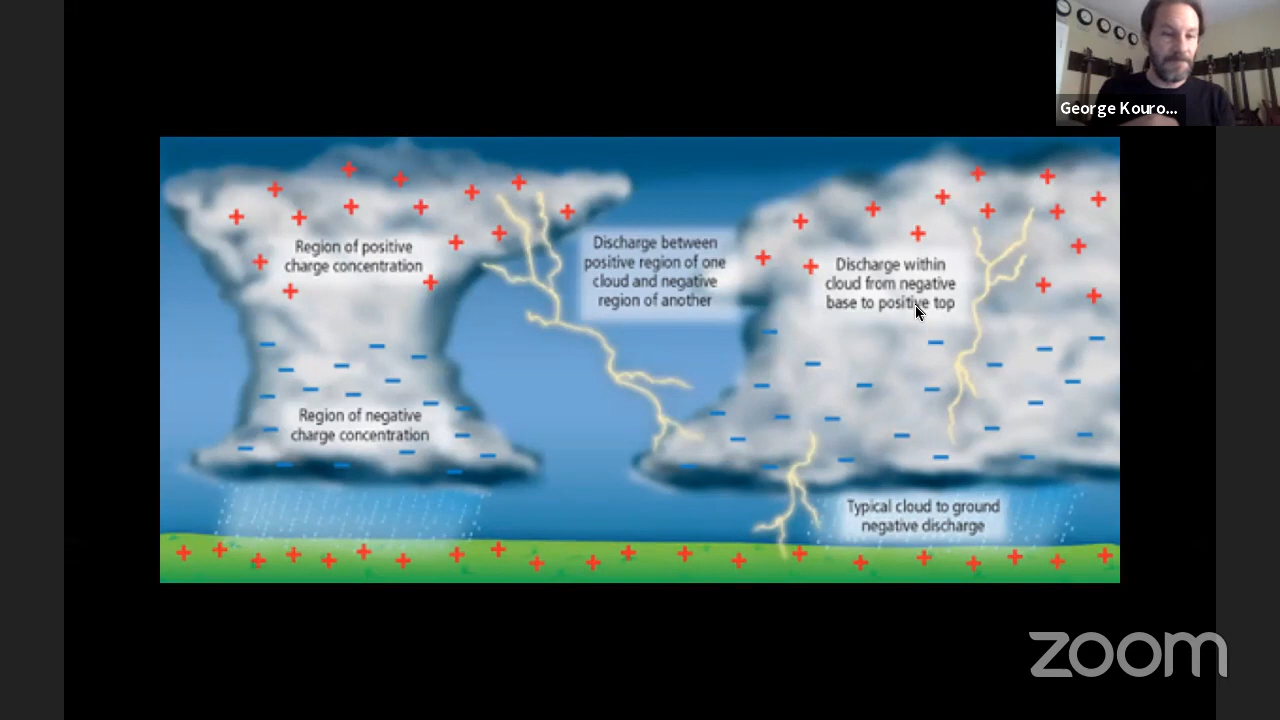 George Kouro...
Region of positive
charge concentration
Discharge between
positive region of one
cloud and negative
region of another
Discharge within
cloud from negative
base to positive top
Region of negative
charge concentration
Typical cloud to ground
negative discharge
zoom